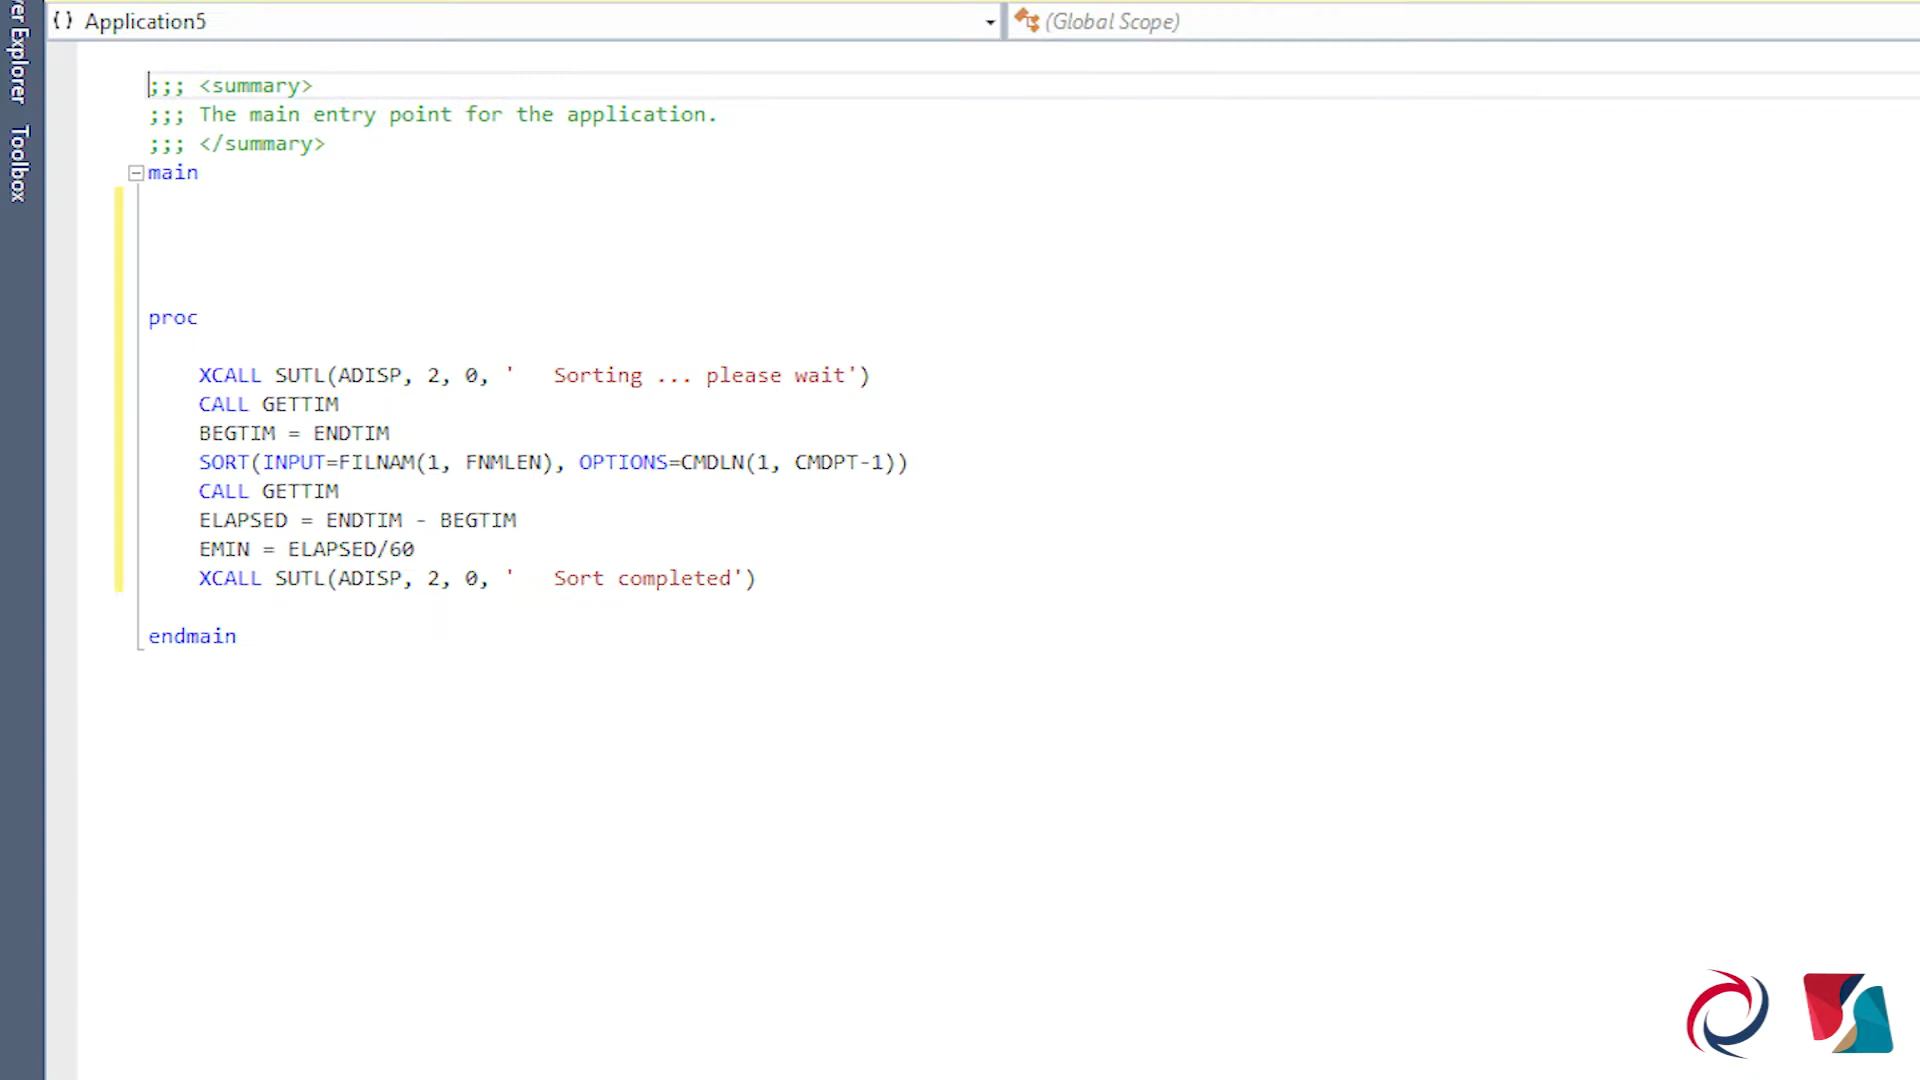 er Explorer
Toolbox
{ } Application5
(Global Scope)
;;; <summary>
;;; The main entry point for the application.
;;; </summary>
main
proc
XCALL SUTL(ADISP, 2, 0, '   Sorting ... please wait')
CALL GETTIM
BEGTIM = ENDTIM
SORT(INPUT=FILNAM(1, FNMLEN), OPTIONS=CMDLN(1, CMDPT-1))
CALL GETTIM
ELAPSED = ENDTIM - BEGTIM
EMIN = ELAPSED/60
XCALL SUTL(ADISP, 2, 0, '   Sort completed')
endmain